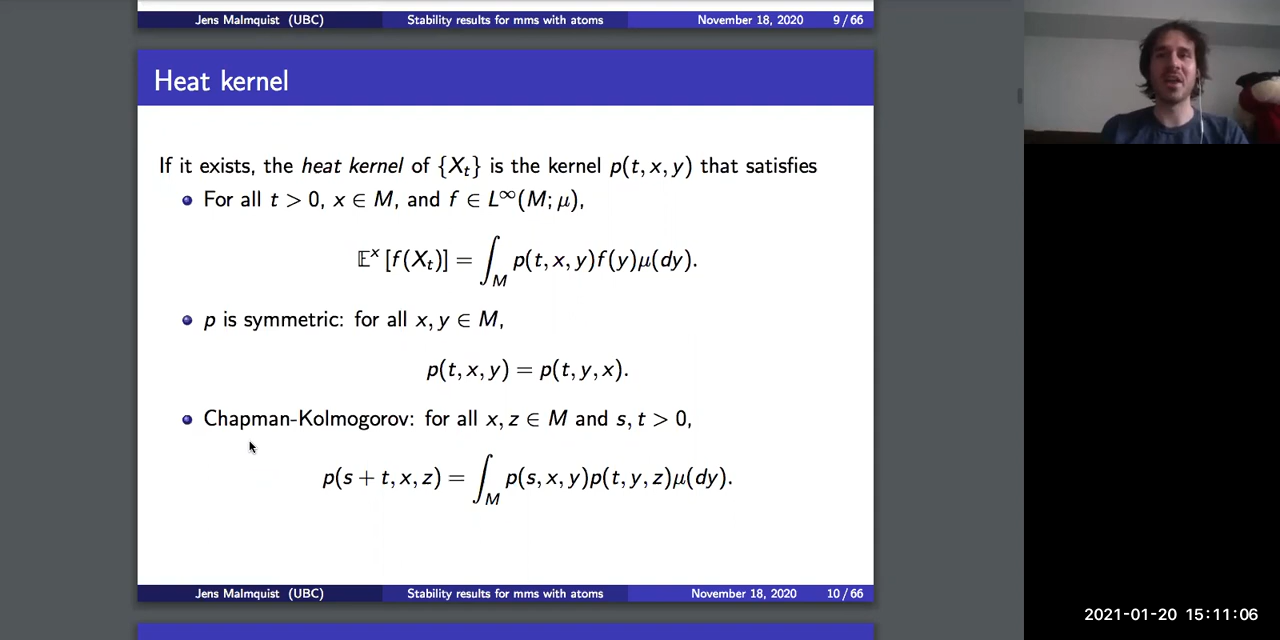 Jens Malmquist (UBC) Stability results for mms with atoms November 18, 2020 9 / 66
Heat kernel
If it exists, the heat kernel of {X_t} is the kernel p(t, x, y) that satisfies
For all t > 0, x ∈ M, and f ∈ L^∞(M; μ),
𝔼^x [f(X_t)] = ∫_M p(t, x, y)f(y)μ(dy).
p is symmetric: for all x, y ∈ M,
p(t, x, y) = p(t, y, x).
Chapman-Kolmogorov: for all x, z ∈ M and s, t > 0,
p(s + t, x, z) = ∫_M p(s, x, y)p(t, y, z)μ(dy).
Jens Malmquist (UBC) Stability results for mms with atoms November 18, 2020 10 / 66
2021-01-20 15:11:06